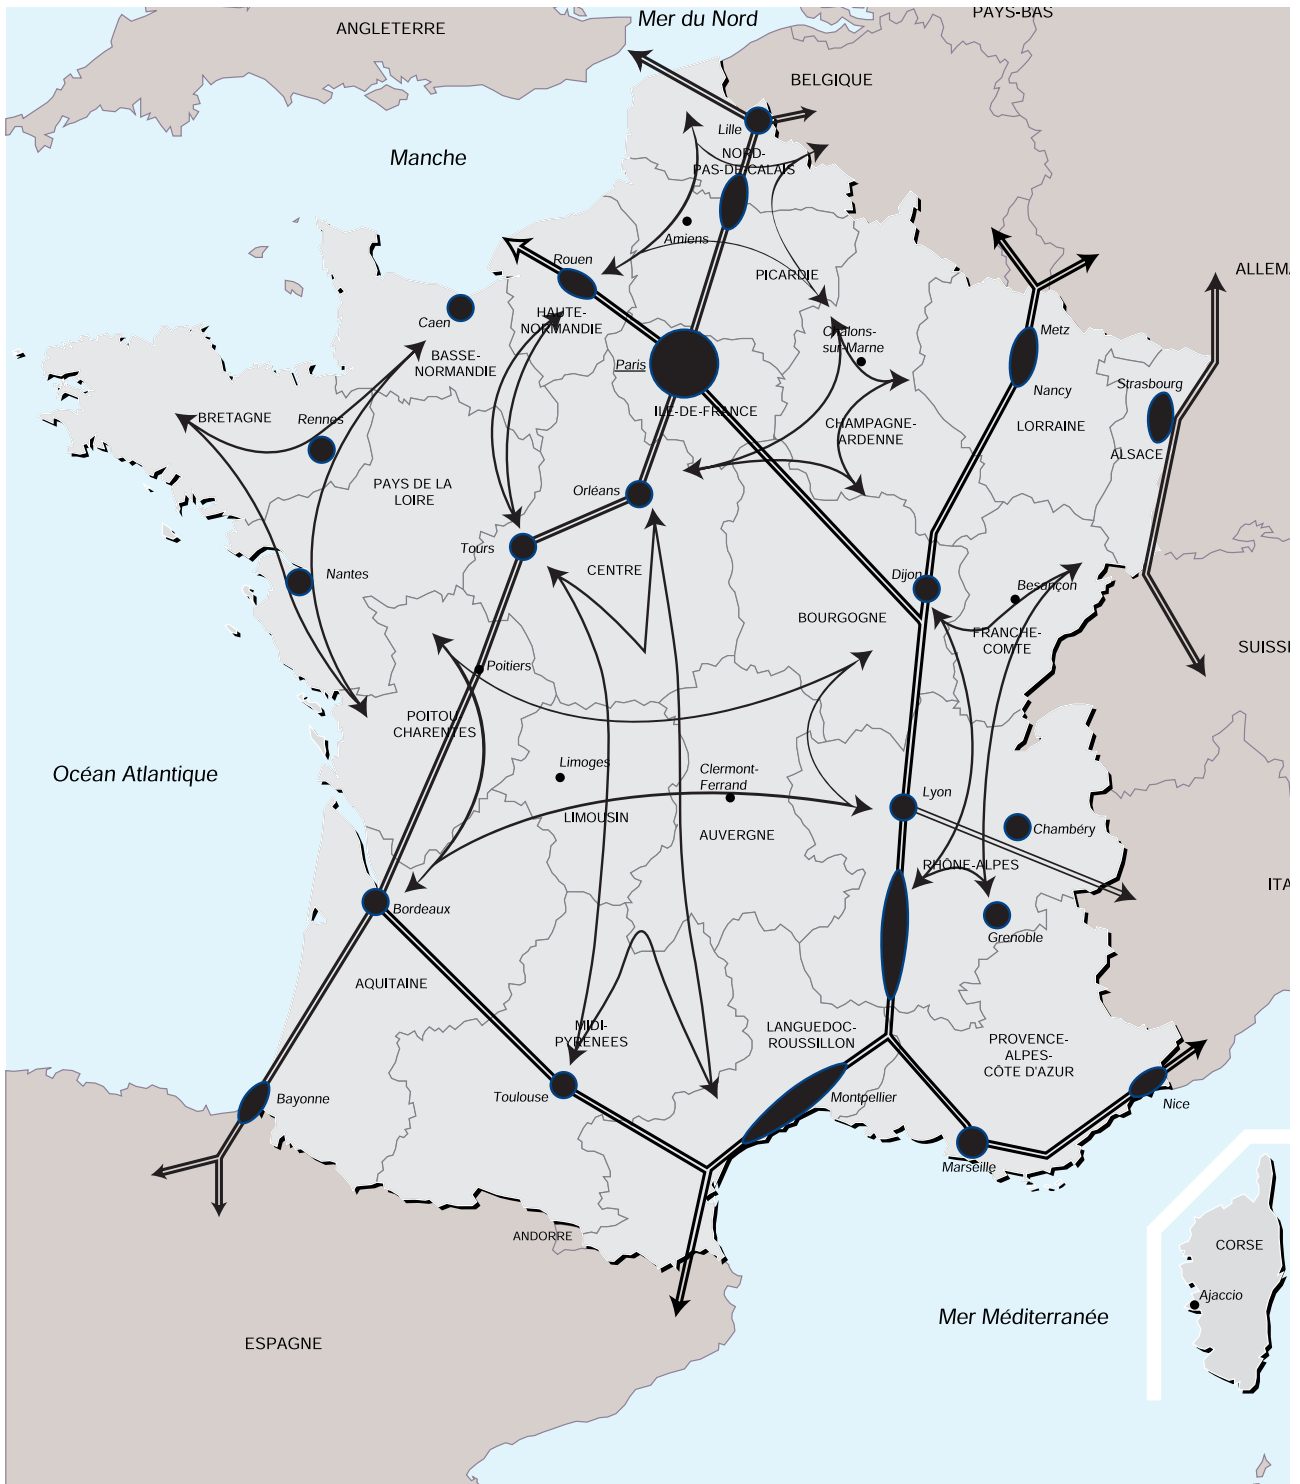 Mer du Nord
PAYS-BAS
ANGLETERRE
BELGIQUE
Lille
Manche
NORD-
PAS-DE-CALAIS
Amiens
Rouen
PICARDIE
ALLEMA
Caen
HAUTE-
NORMANDIE
Chalons-
sur-Marne
Metz
BASSE-
NORMANDIE
Paris
Nancy
Strasbourg
BRETAGNE
Rennes
ILE-DE-FRANCE
CHAMPAGNE-
ARDENNE
LORRAINE
ALSACE
PAYS DE LA
LOIRE
Orléans
Tours
Nantes
CENTRE
Dijon
Besançon
BOURGOGNE
FRANCHE-
COMTE
SUISSE
Poitiers
POITOU
CHARENTES
Océan Atlantique
Limoges
Clermont-
Ferrand
Lyon
LIMOUSIN
AUVERGNE
Chambéry
RHÔNE-ALPES
ITA
Bordeaux
Grenoble
AQUITAINE
MIDI-
PYRENEES
LANGUEDOC-
ROUSSILLON
PROVENCE-
ALPES-
CÔTE D'AZUR
Bayonne
Toulouse
Montpellier
Nice
Marseille
ANDORRE
CORSE
Ajaccio
Mer Méditerranée
ESPAGNE